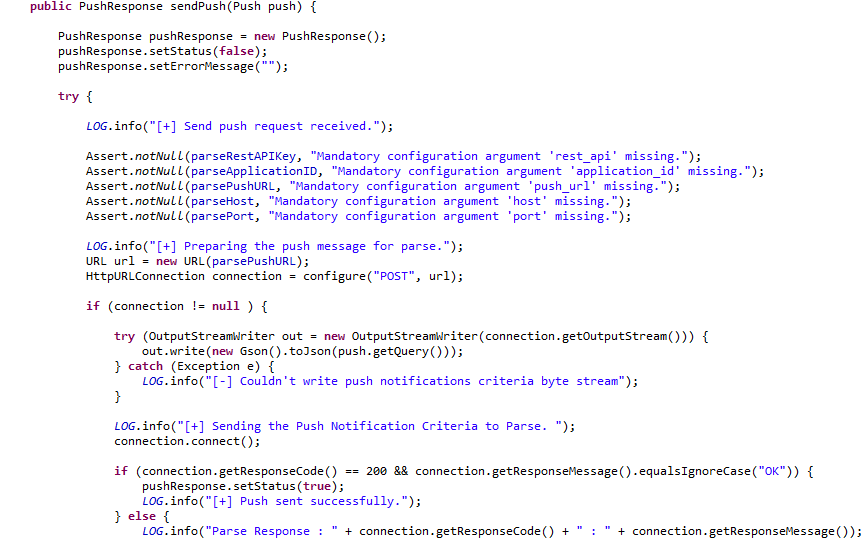 public PushResponse sendPush(Push push) {
PushResponse pushResponse = new PushResponse();
pushResponse.setStatus(false);
pushResponse.setErrorMessage("");
try {
LOG.info("[+] Send push request received.");
Assert.notNull(parseRestAPIKey, "Mandatory configuration argument 'rest_api' missing.");
Assert.notNull(parseApplicationID, "Mandatory configuration argument 'application_id' missing.");
Assert.notNull(parsePushURL, "Mandatory configuration argument 'push_url' missing.");
Assert.notNull(parseHost, "Mandatory configuration argument 'host' missing.");
Assert.notNull(parsePort, "Mandatory configuration argument 'port' missing.");
LOG.info("[+] Preparing the push message for parse.");
URL url = new URL(parsePushURL);
HttpURLConnection connection = configure("POST", url);
if (connection != null ) {
try (OutputStreamWriter out = new OutputStreamWriter(connection.getOutputStream())) {
out.write(new Gson().toJson(push.getQuery()));
} catch (Exception e) {
LOG.info("[-] Couldn't write push notifications criteria byte stream");
}
LOG.info("[+] Sending the Push Notification Criteria to Parse. ");
connection.connect();
if (connection.getResponseCode() == 200 && connection.getResponseMessage().equalsIgnoreCase("OK")) {
pushResponse.setStatus(true);
LOG.info("[+] Push sent successfully.");
} else {
LOG.info("Parse Response : " + connection.getResponseCode() + " : " + connection.getResponseMessage());